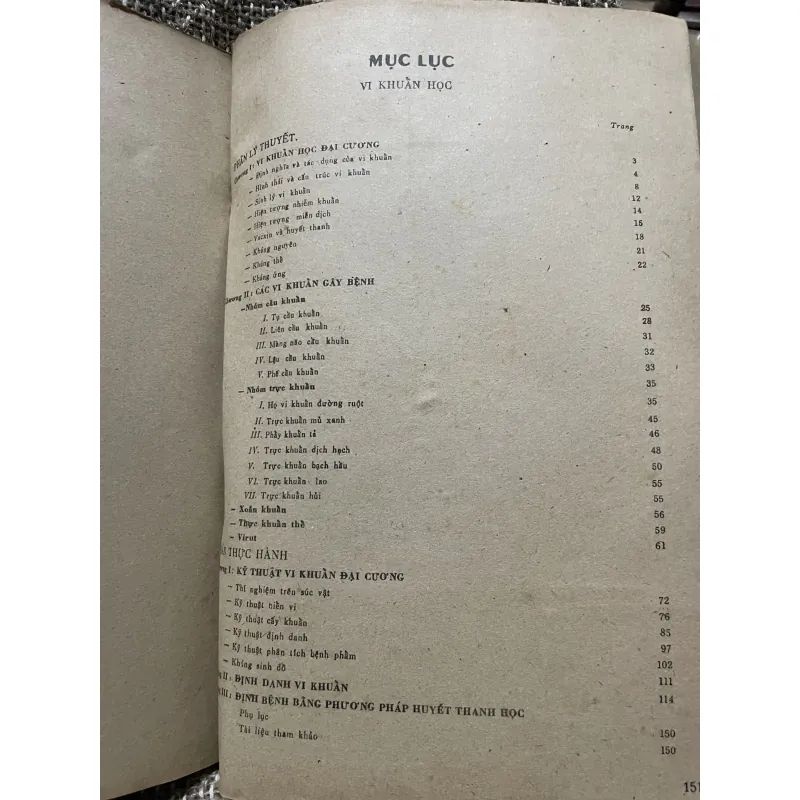 MỤC LỤC
VI KHUẨN HỌC
Trang
PHẦN LÝ THUYẾT.
Chương I: VI KHUẨN HỌC ĐẠI CƯƠNG
— Định nghĩa và tác dụng của vi khuẩn 3
— Hình thái và cấu trúc vi khuẩn 4
— Sinh lý vi khuẩn 8
— Hiện tượng nhiễm khuẩn 12
— Hiện tượng miễn dịch 14
— Vacxin và huyết thanh 15
— Kháng nguyên 18
— Kháng thể 21
— Kháng ứng 22
Chương II: CÁC VI KHUẨN GÂY BỆNH
—Nhóm cầu khuẩn
I. Tụ cầu khuẩn 25
II. Liên cầu khuẩn 28
III. Màng não cầu khuẩn 31
IV. Lậu cầu khuẩn 32
V. Phế cầu khuẩn 33
— Nhóm trực khuẩn 35
I. Họ vi khuẩn đường ruột 35
II. Trực khuẩn mủ xanh 45
III. Phẩy khuẩn tả 46
IV. Trực khuẩn dịch hạch 48
V. Trực khuẩn bạch hầu 50
VI. Trực khuẩn lao 55
VII. Trực khuẩn hủi 55
— Xoắn khuẩn 56
— Thực khuẩn thể 59
— Virut 61
THỰC HÀNH
I: KỸ THUẬT VI KHUẨN ĐẠI CƯƠNG
— Thí nghiệm trên súc vật 72
— Kỹ thuật hiển vi 76
— Kỹ thuật cấy khuẩn 85
— Kỹ thuật định danh 97
— Kỹ thuật phân tích bệnh phẩm 102
— Kháng sinh đồ 111
II: ĐỊNH DANH VI KHUẨN 114
III: ĐỊNH BỆNH BẰNG PHƯƠNG PHÁP HUYẾT THANH HỌC
Phụ lục 150
Tài liệu tham khảo 150
151